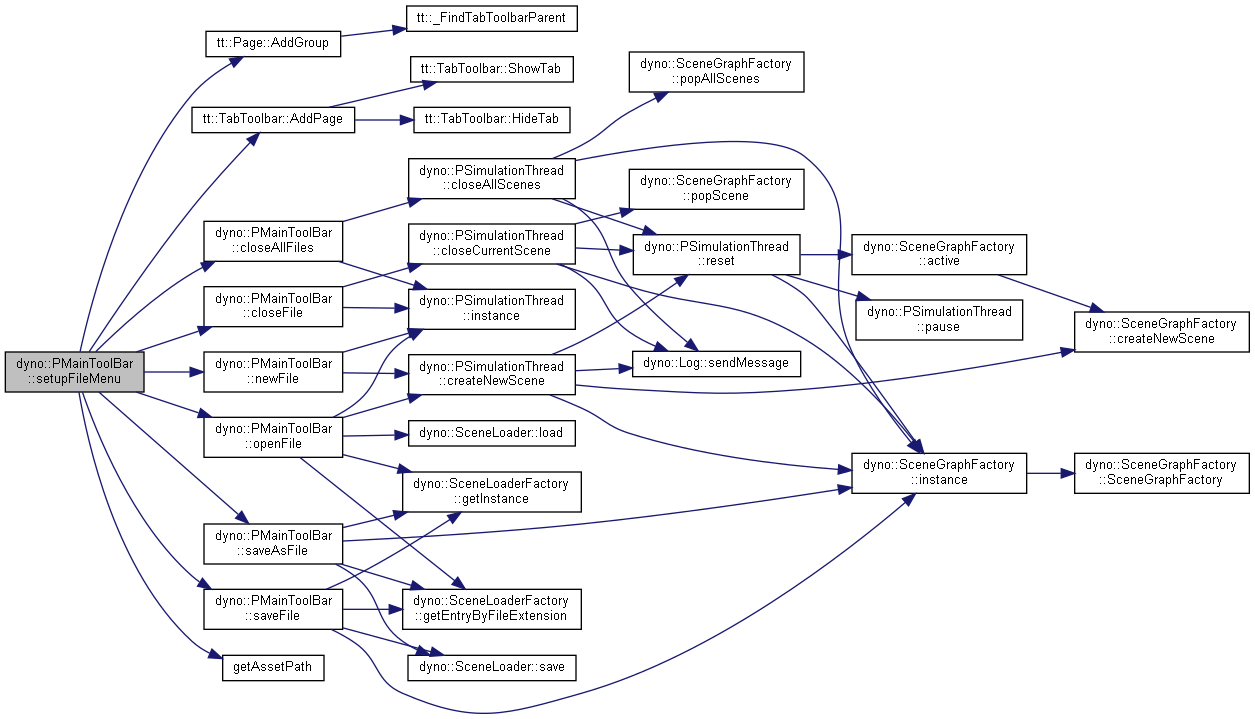 tt::_FindTabToolbarParent
tt::Page::AddGroup
tt::TabToolbar::ShowTab
dyno::SceneGraphFactory
::popAllScenes
tt::TabToolbar::AddPage
tt::TabToolbar::HideTab
dyno::PSimulationThread
::closeAllScenes
dyno::SceneGraphFactory
::popScene
dyno::PMainToolBar
::closeAllFiles
dyno::PSimulationThread
::closeCurrentScene
dyno::PSimulationThread
::reset
dyno::SceneGraphFactory
::active
dyno::PMainToolBar
::closeFile
dyno::PSimulationThread
::instance
dyno::PSimulationThread
::pause
dyno::SceneGraphFactory
::createNewScene
dyno::PMainToolBar
::setupFileMenu
dyno::PMainToolBar
::newFile
dyno::PSimulationThread
::createNewScene
dyno::Log::sendMessage
dyno::PMainToolBar
::openFile
dyno::SceneLoader::load
dyno::SceneGraphFactory
::instance
dyno::SceneGraphFactory
::SceneGraphFactory
dyno::SceneLoaderFactory
::getInstance
dyno::PMainToolBar
::saveAsFile
dyno::PMainToolBar
::saveFile
dyno::SceneLoaderFactory
::getEntryByFileExtension
getAssetPath
dyno::SceneLoader::save